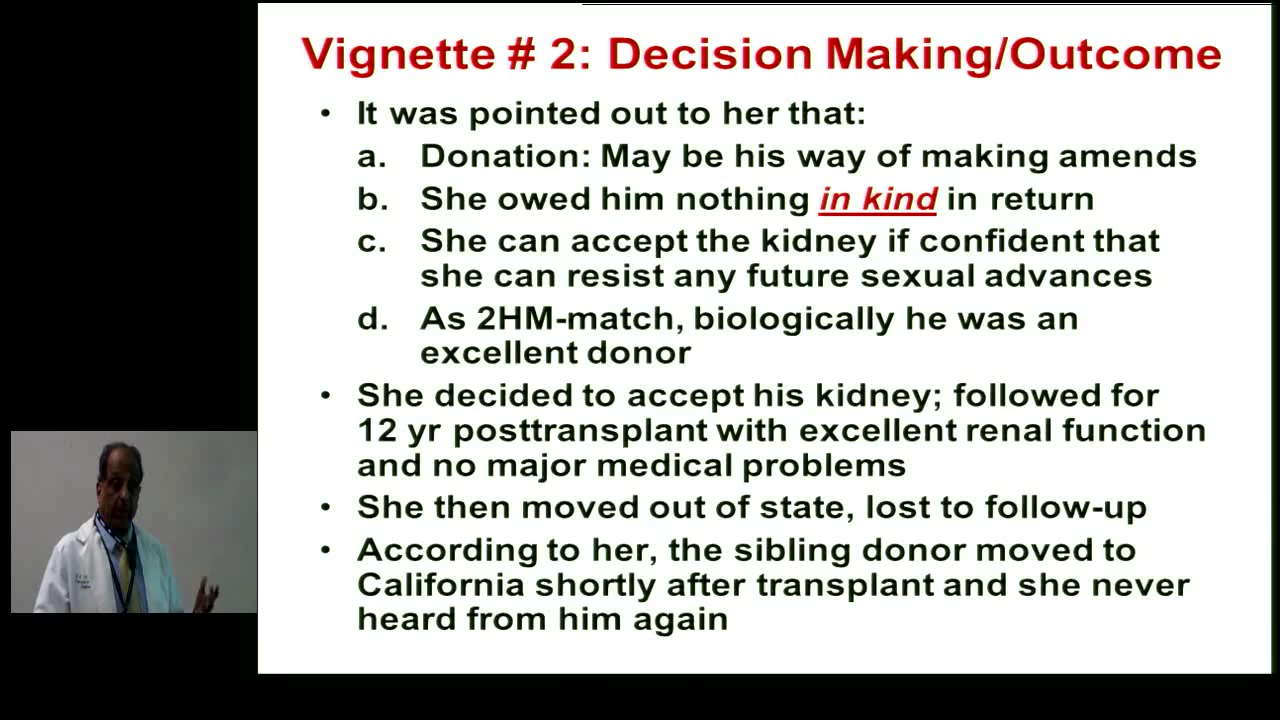 Vignette # 2: Decision Making/Outcome
• It was pointed out to her that:
a. Donation: May be his way of making amends
b. She owed him nothing in kind in return
c. She can accept the kidney if confident that
she can resist any future sexual advances
d. As 2HM-match, biologically he was an
excellent donor
• She decided to accept his kidney; followed for
12 yr posttransplant with excellent renal function
and no major medical problems
• She then moved out of state, lost to follow-up
• According to her, the sibling donor moved to
California shortly after transplant and she never
heard from him again